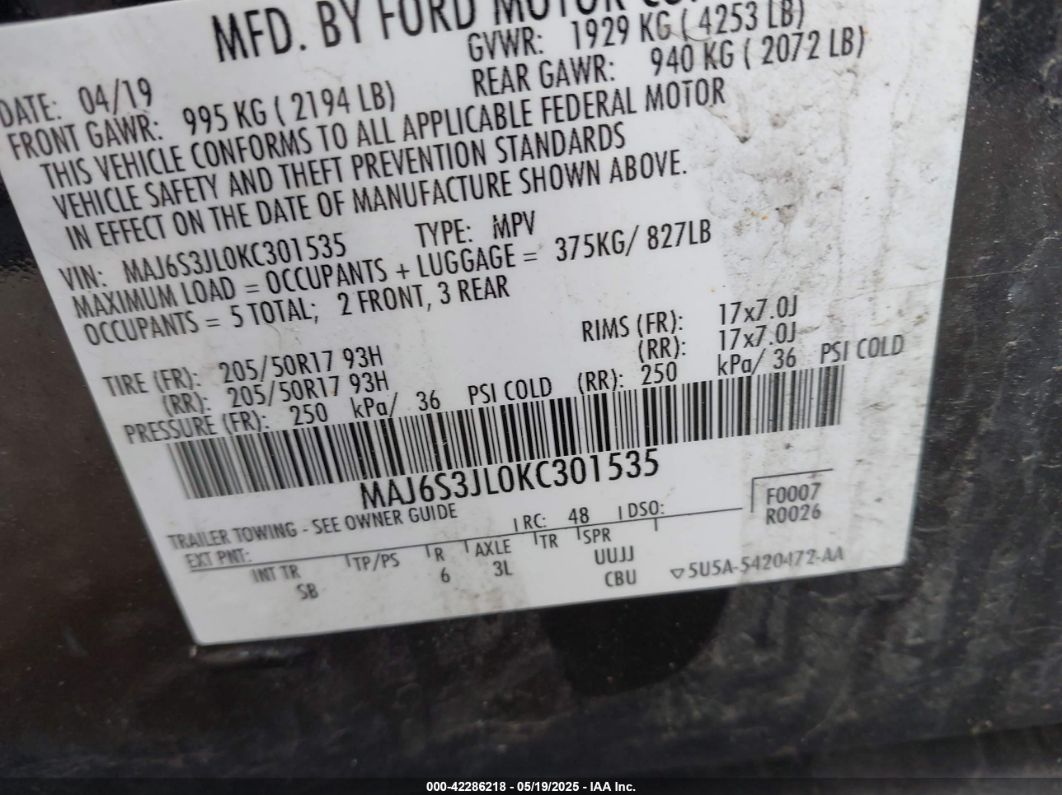 MFD. BY FORD MOTOR CO
DATE: 04/19 GVWR: 1929 KG ( 4253 LB)
FRONT GAWR: 995 KG ( 2194 LB) REAR GAWR: 940 KG ( 2072 LB)
THIS VEHICLE CONFORMS TO ALL APPLICABLE FEDERAL MOTOR
VEHICLE SAFETY AND THEFT PREVENTION STANDARDS
IN EFFECT ON THE DATE OF MANUFACTURE SHOWN ABOVE.
VIN: MAJ6S3JL0KC301535 TYPE: MPV
MAXIMUM LOAD = OCCUPANTS + LUGGAGE = 375KG/ 827LB
OCCUPANTS = 5 TOTAL; 2 FRONT, 3 REAR
TIRE (FR): 205/50R17 93H RIMS (FR): 17x7.0J
(RR): 205/50R17 93H (RR): 17x7.0J
PRESSURE (FR): 250 kPa/ 36 PSI COLD (RR): 250 kPa/ 36 PSI COLD
MAJ6S3JL0KC301535
TRAILER TOWING - SEE OWNER GUIDE
EXT PNT: RC: 48 DSO: F0007
R0026
INT TR TP/PS R AXLE TR SPR
SB 6 3L UUJJ
CBU 5U5A-5420472-AA
000-42286218 - 05/19/2025 - IAA Inc.